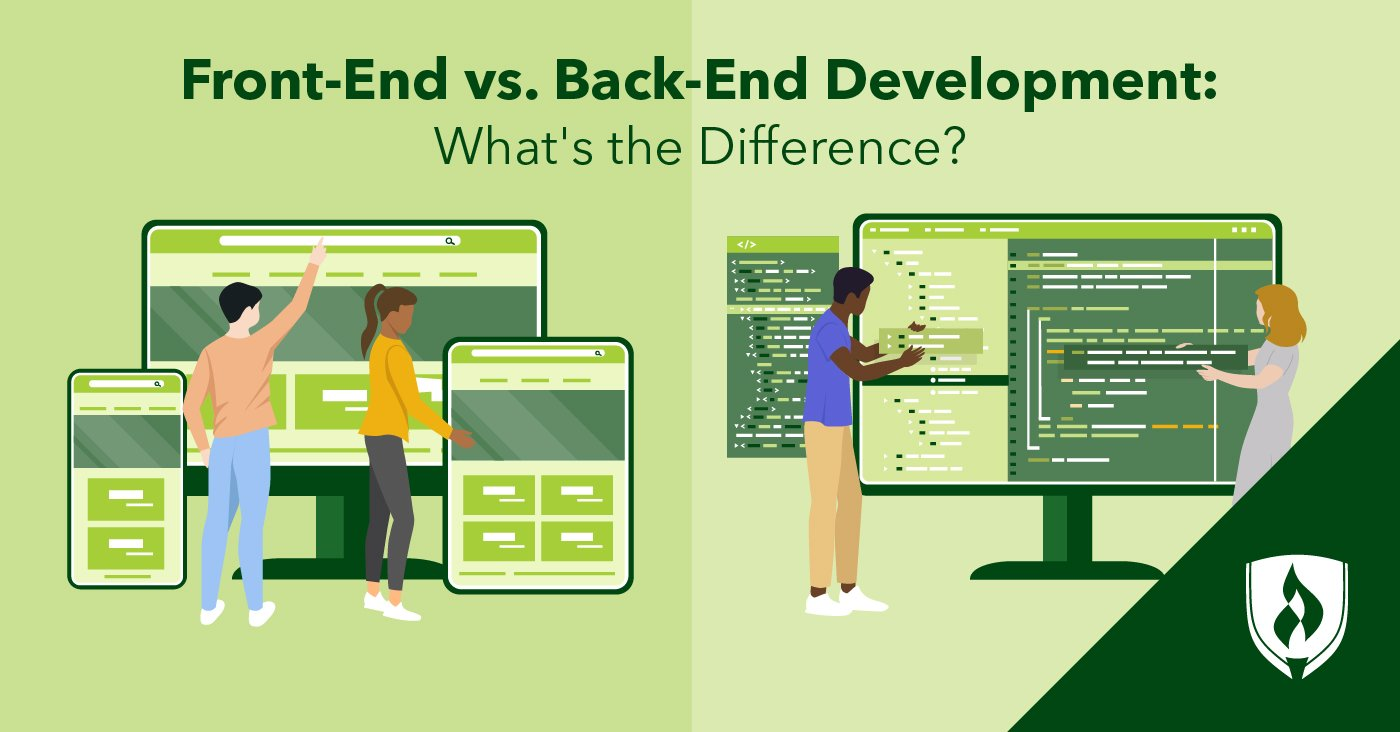 Front-End vs. Back-End Development:
What's the Difference?
</>